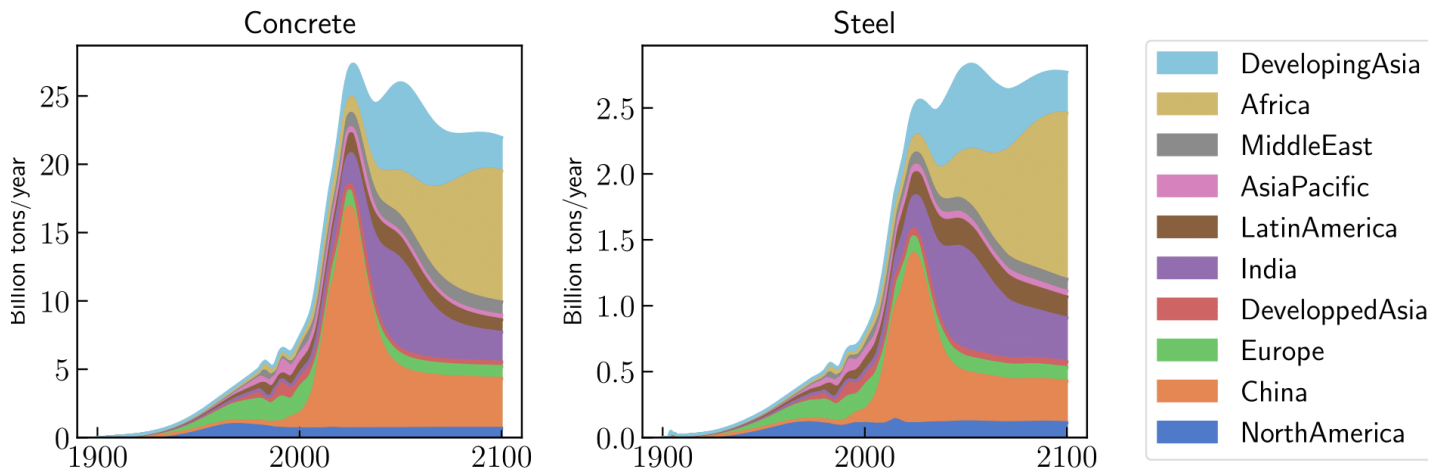 Concrete
Billion tons/year
25
20
15
10
5
0
1900
2000
2100
Steel
Billion tons/year
2.5
2.0
1.5
1.0
0.5
0.0
1900
2000
2100
DevelopingAsia
Africa
MiddleEast
AsiaPacific
LatinAmerica
India
DeveloppedAsia
Europe
China
NorthAmerica